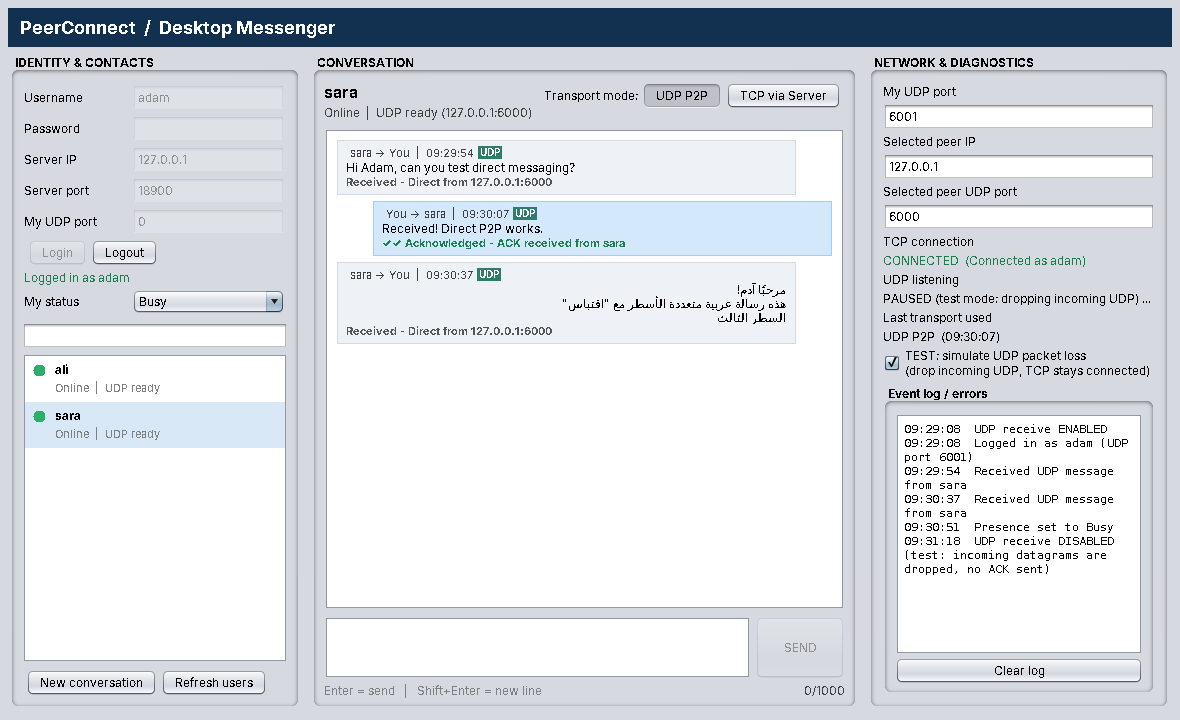 PeerConnect / Desktop Messenger
IDENTITY & CONTACTS
Username
adam
Password
Server IP
127.0.0.1
Server port
18900
My UDP port
0
Login
Logout
Logged in as adam
My status
Busy
ali
Online | UDP ready
sara
Online | UDP ready
New conversation
Refresh users
CONVERSATION
sara
Online | UDP ready (127.0.0.1:6000)
Transport mode:
UDP P2P
TCP via Server
sara → You | 09:29:54 UDP
Hi Adam, can you test direct messaging?
Received - Direct from 127.0.0.1:6000
You → sara | 09:30:07 UDP
Received! Direct P2P works.
✓✓ Acknowledged - ACK received from sara
sara → You | 09:30:37 UDP
مرحبًا آدم!
هذه رسالة عربية متعددة الأسطر مع "اقتباس"
السطر الثالث
Received - Direct from 127.0.0.1:6000
SEND
Enter = send | Shift+Enter = new line
0/1000
NETWORK & DIAGNOSTICS
My UDP port
6001
Selected peer IP
127.0.0.1
Selected peer UDP port
6000
TCP connection
CONNECTED (Connected as adam)
UDP listening
PAUSED (test mode: dropping incoming UDP) ...
Last transport used
UDP P2P (09:30:07)
TEST: simulate UDP packet loss
(drop incoming UDP, TCP stays connected)
Event log / errors
09:29:08 UDP receive ENABLED
09:29:08 Logged in as adam (UDP
port 6001)
09:29:54 Received UDP message
from sara
09:30:37 Received UDP message
from sara
09:30:51 Presence set to Busy
09:31:18 UDP receive DISABLED
(test: incoming datagrams are
dropped, no ACK sent)
Clear log